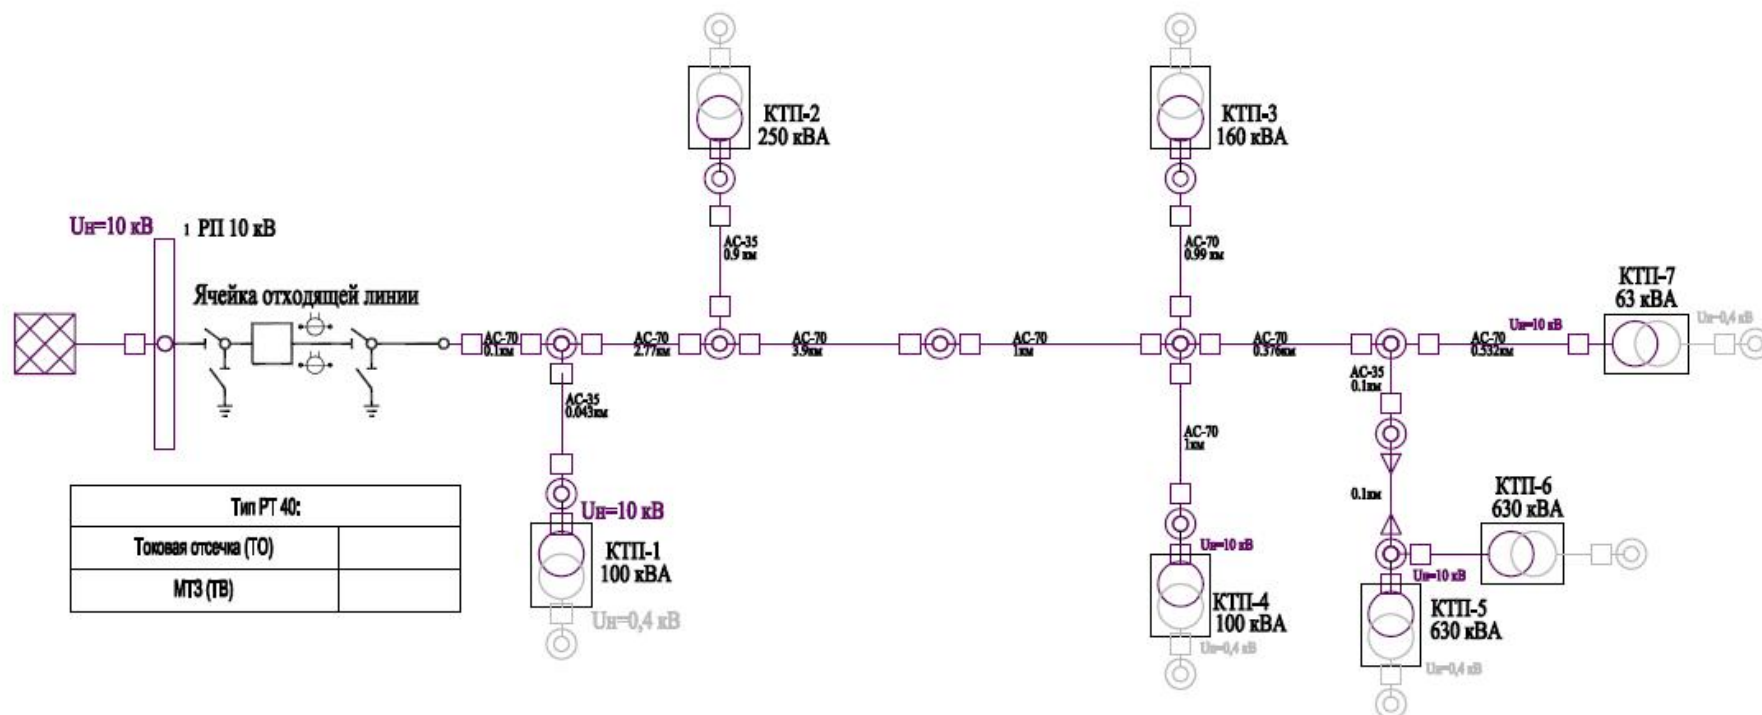 КТП-2
250 кВА
КТП-3
160 кВА
Uн=10 кВ
1 РП 10 кВ
Ячейка отходящей линии
АС-35
0.9 км
АС-70
0.99 км
КТП-7
63 кВА
Uн=10 кВ
Uн=0,4 кВ
АС-70
0.1км
АС-70
2.77км
АС-70
3.9км
АС-70
1км
АС-70
0.376км
АС-70
0.532км
АС-35
0.1км
АС-35
0.043км
АС-70
1км
Тип РТ 40:
Токовая отсечка (ТО)
МТЗ (ТВ)
Uн=10 кВ
КТП-1
100 кВА
Uн=0,4 кВ
Uн=10 кВ
КТП-4
100 кВА
Uн=0,4 кВ
0.1км
КТП-6
630 кВА
Uн=10 кВ
КТП-5
630 кВА
Uн=0,4 кВ